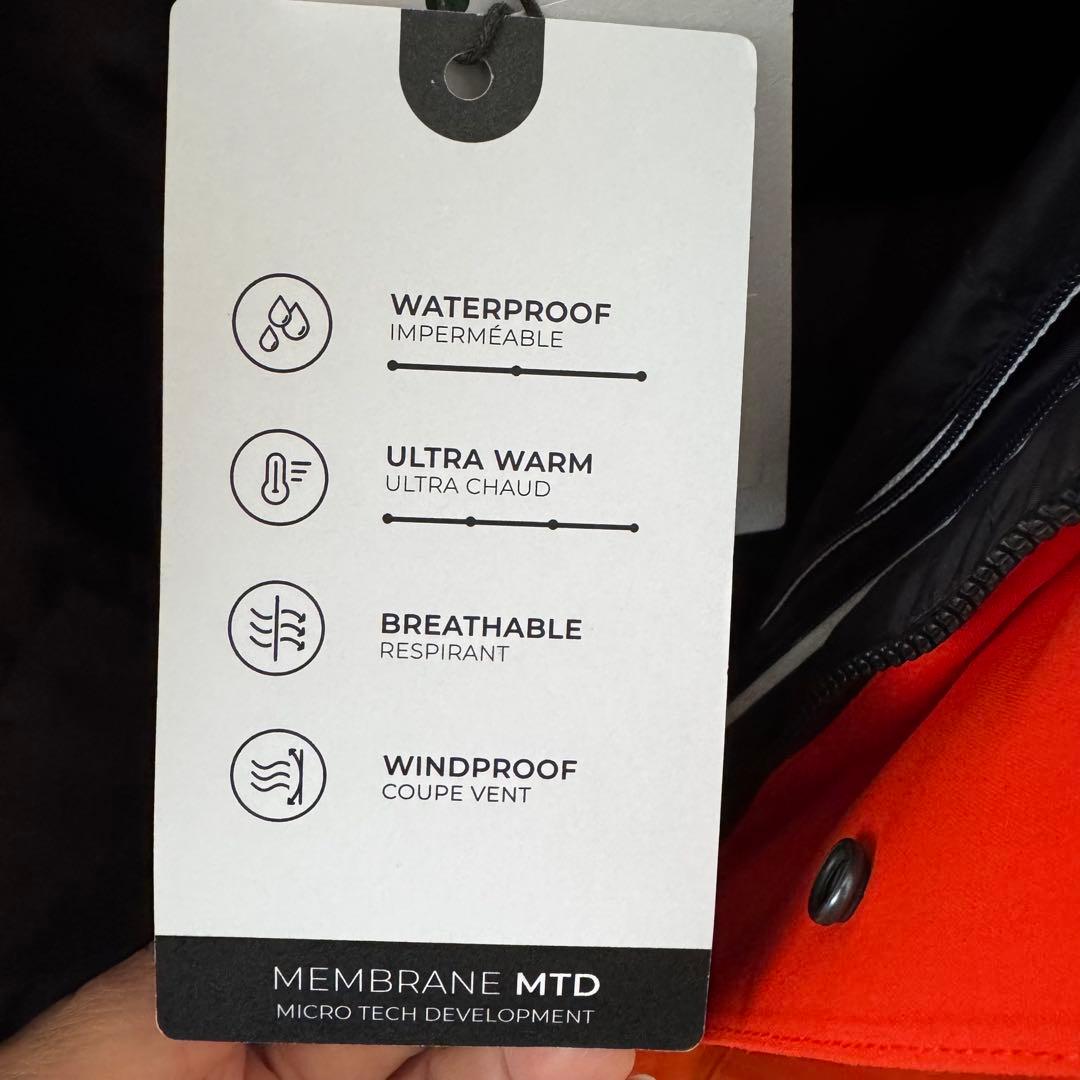 WATERPROOF
IMPERMÉABLE
ULTRA WARM
ULTRA CHAUD
BREATHABLE
RESPIRANT
WINDPROOF
COUPE VENT
MEMBRANE MTD
MICRO TECH DEVELOPMENT